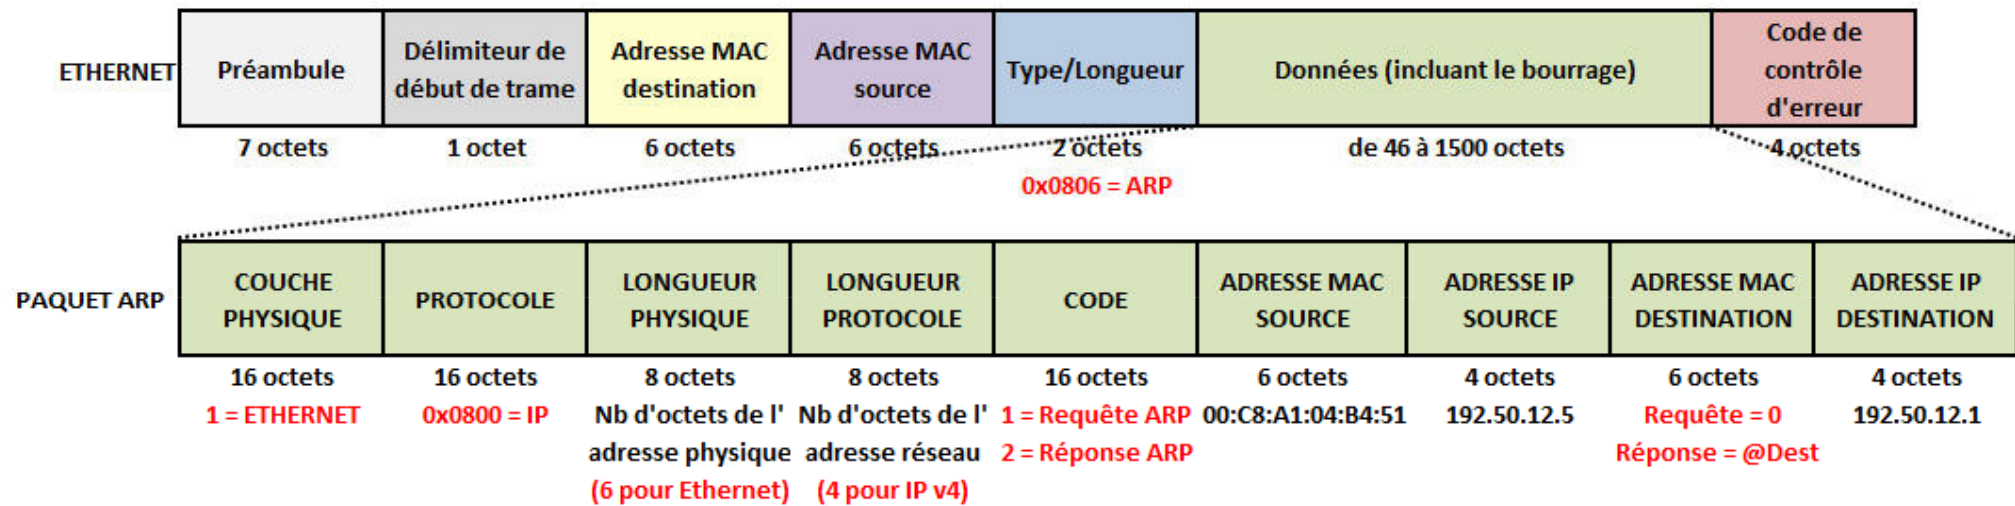 ETHERNET
Préambule
Délimiteur de
début de trame
Adresse MAC
destination
Adresse MAC
source
Type/Longueur
Données (incluant le bourrage)
Code de
contrôle
d'erreur
7 octets
1 octet
6 octets
6 octets
2 octets
de 46 à 1500 octets
4 octets
0x0806 = ARP
PAQUET ARP
COUCHE
PHYSIQUE
PROTOCOLE
LONGUEUR
PHYSIQUE
LONGUEUR
PROTOCOLE
CODE
ADRESSE MAC
SOURCE
ADRESSE IP
SOURCE
ADRESSE MAC
DESTINATION
ADRESSE IP
DESTINATION
16 octets
1 = ETHERNET
16 octets
0x0800 = IP
8 octets
Nb d'octets de l'
adresse physique
(6 pour Ethernet)
8 octets
Nb d'octets de l'
adresse réseau
(4 pour IP v4)
16 octets
1 = Requête ARP
2 = Réponse ARP
6 octets
00:C8:A1:04:B4:51
4 octets
192.50.12.5
6 octets
Requête = 0
Réponse = @Dest
4 octets
192.50.12.1